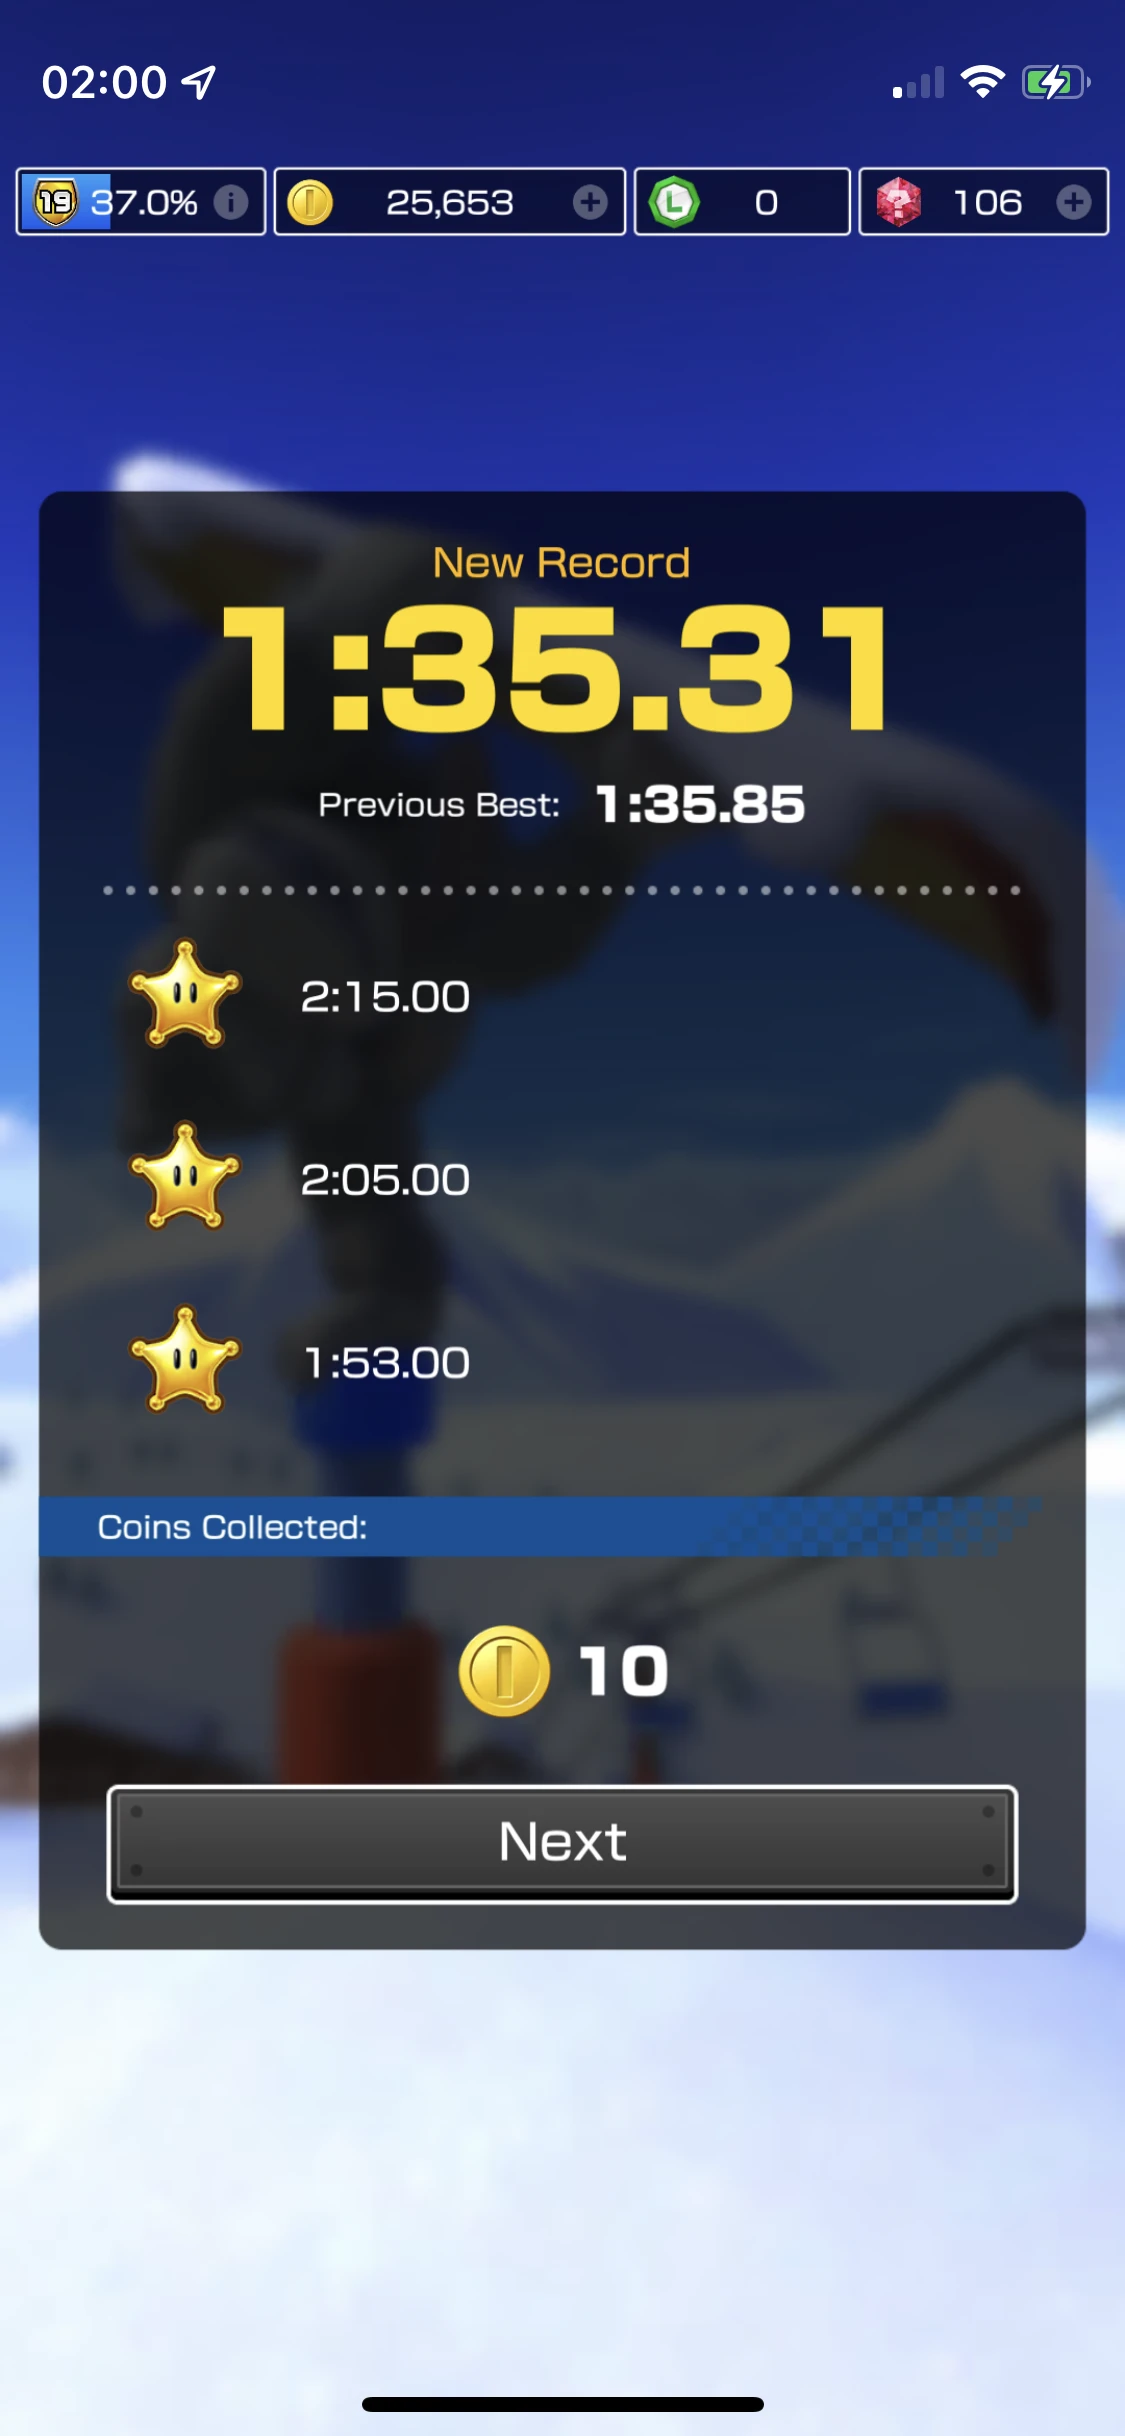 02:00
19 37.0% 25,653 L 0 ? 106
New Record
1:35.31
Previous Best: 1:35.85
2:15.00
2:05.00
1:53.00
Coins Collected:
10
Next